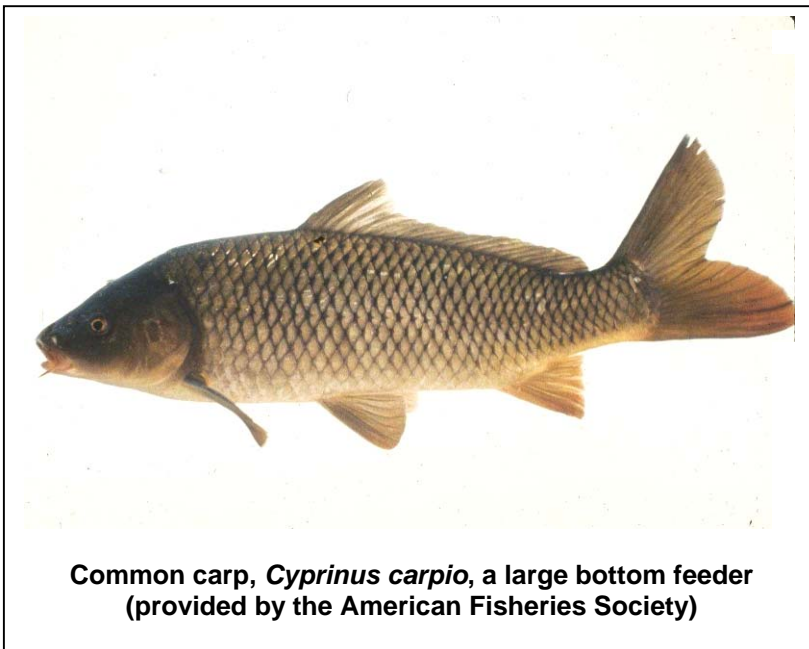 Common carp, Cyprinus carpio, a large bottom feeder
(provided by the American Fisheries Society)